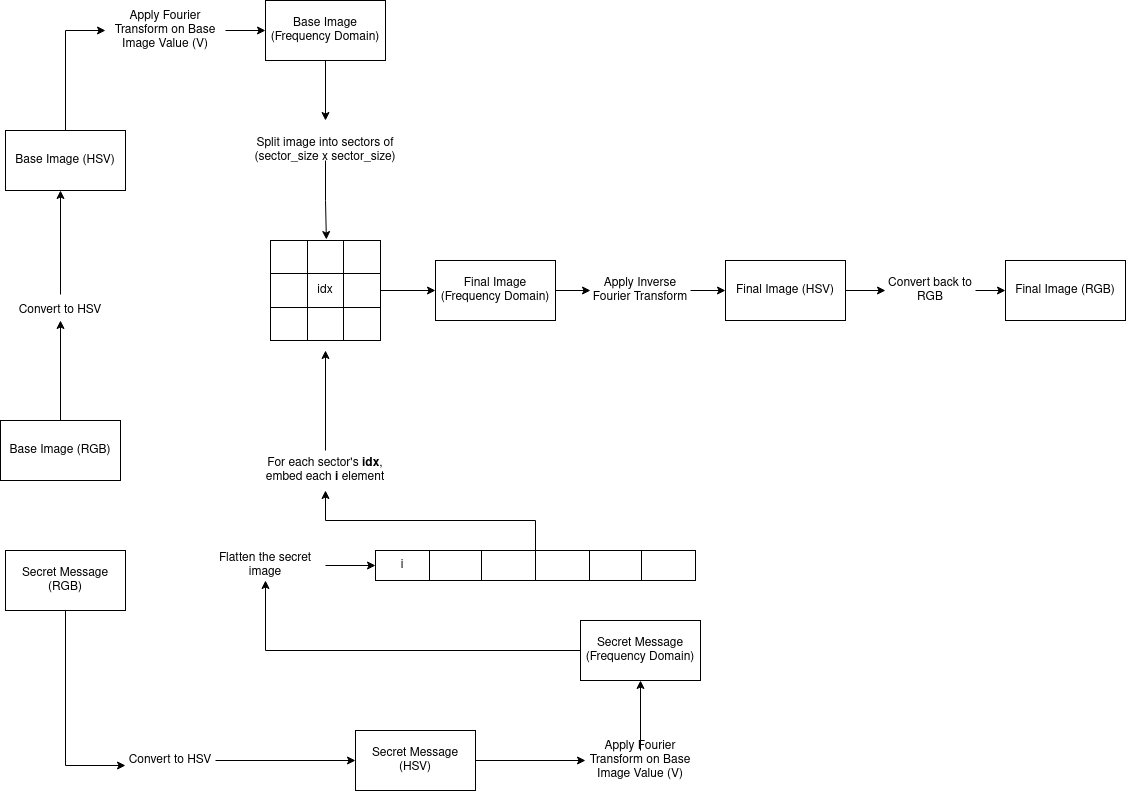 Apply Fourier
Transform on Base
Image Value (V)
Base Image
(Frequency Domain)
Base Image (HSV)
Split image into sectors of
(sector_size x sector_size)
Convert to HSV
idx
Final Image
(Frequency Domain)
Apply Inverse
Fourier Transform
Final Image (HSV)
Convert back to
RGB
Final Image (RGB)
Base Image (RGB)
For each sector's idx,
embed each i element
Secret Message
(RGB)
Flatten the secret
image
i
Secret Message
(Frequency Domain)
Convert to HSV
Secret Message
(HSV)
Apply Fourier
Transform on Base
Image Value (V)